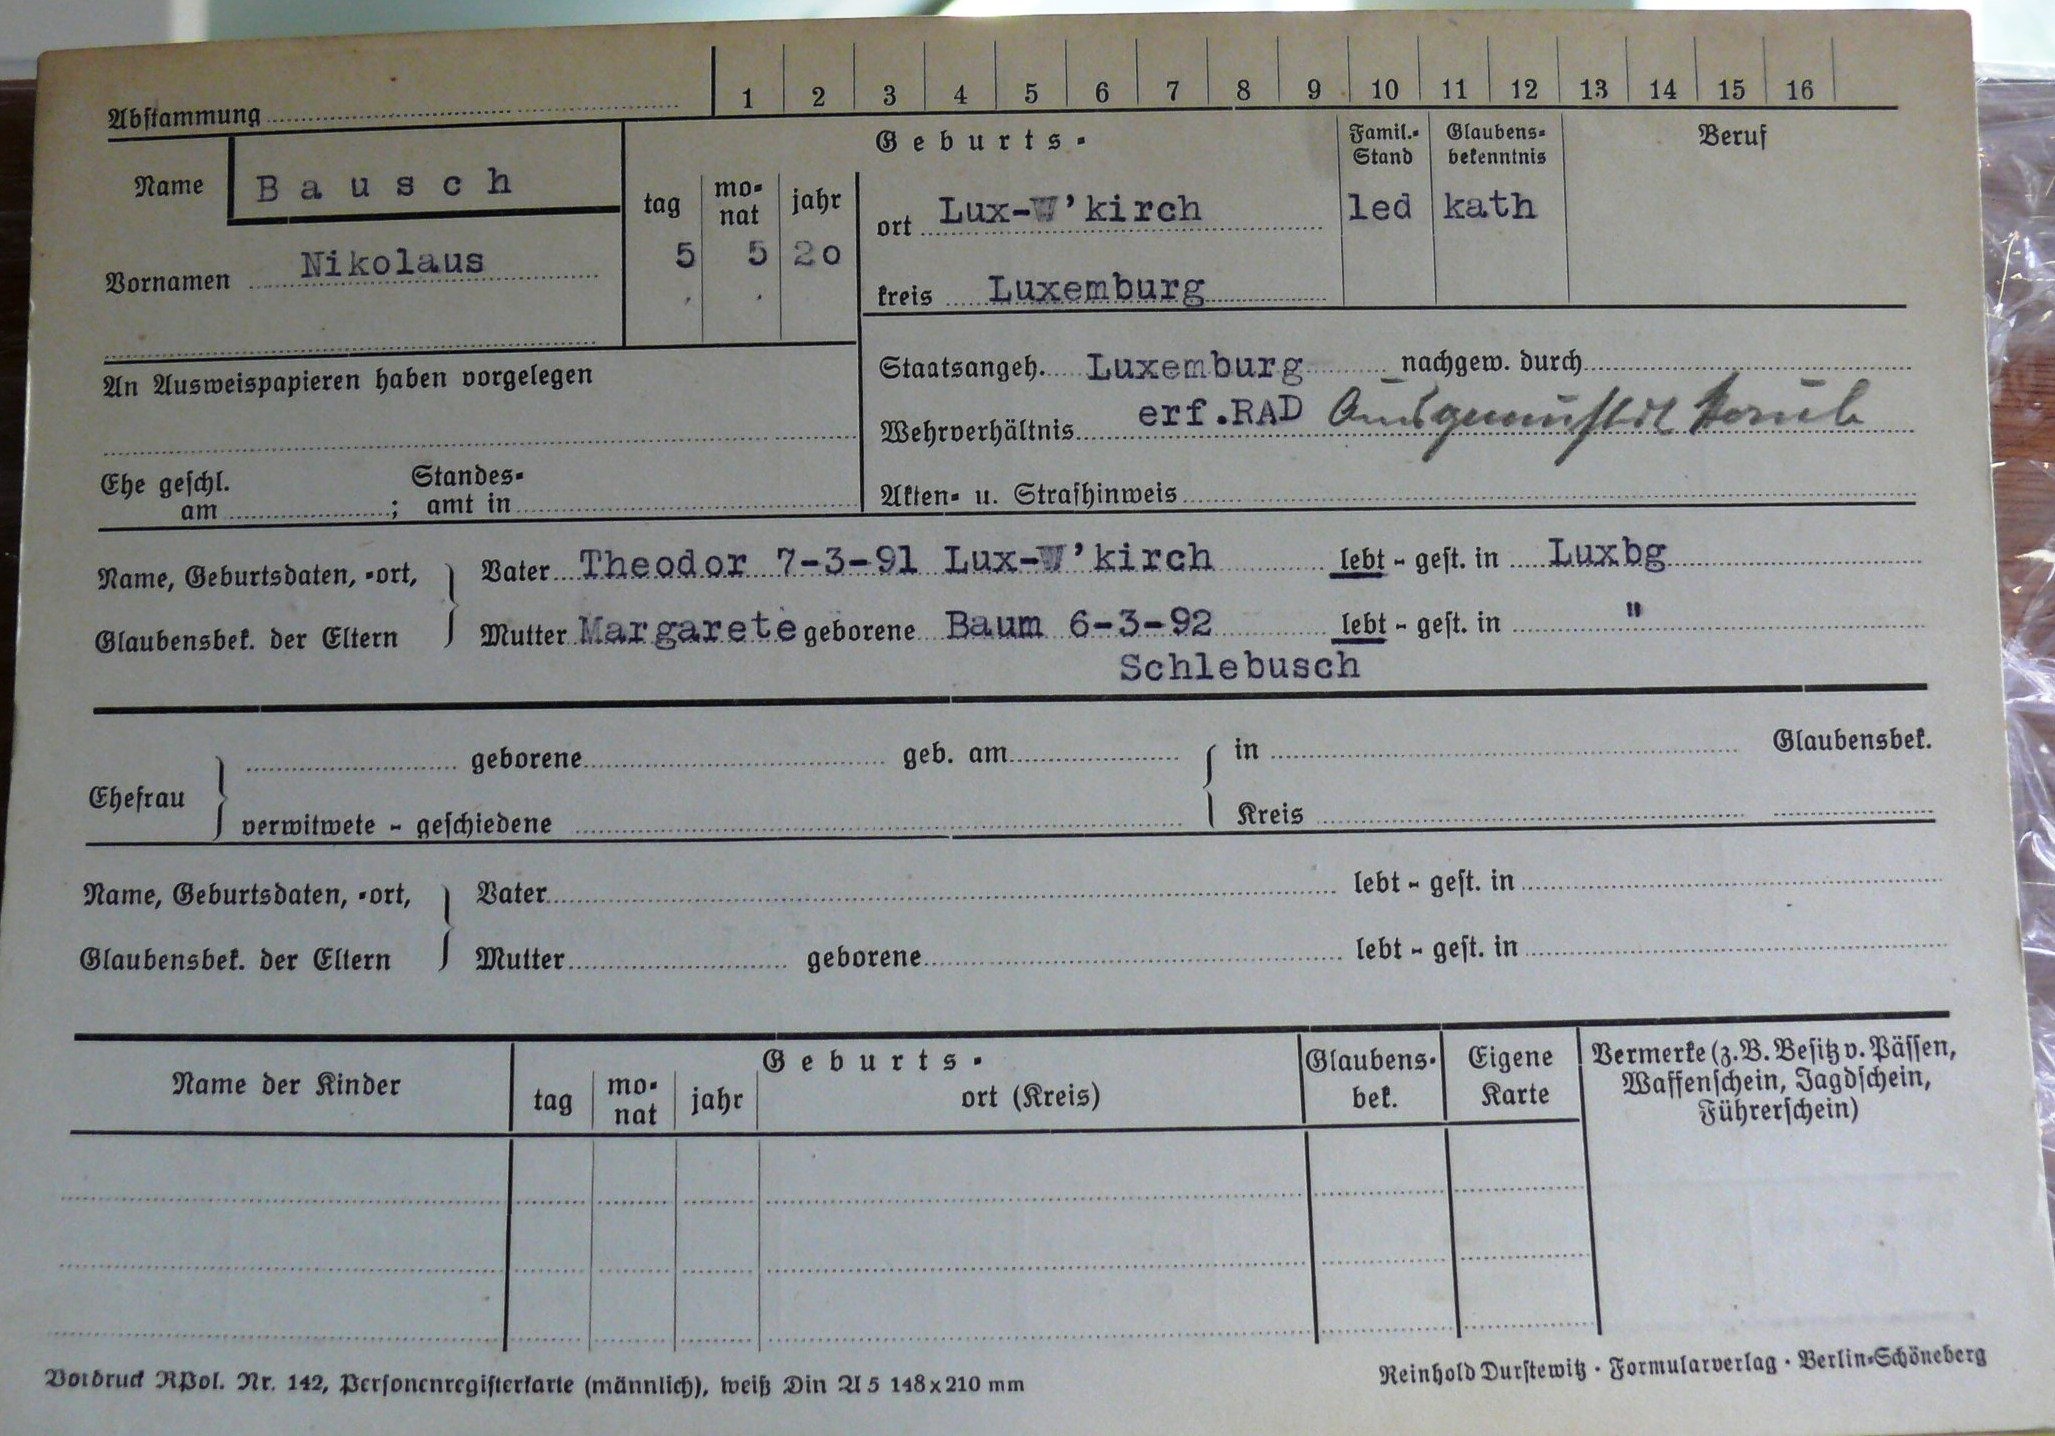 Abstammung 1 2 3 4 5 6 7 8 9 10 11 12 13 14 15 16
Name Bausch
Vornamen Nikolaus
Geburts-
tag monat jahr
5 5 20
ort Lux-W'kirch
kreis Luxemburg
Famil.-Stand
led
Glaubens-bekenntnis
kath
Beruf
An Ausweispapieren haben vorgelegen
Ehe geschl. am ; Standes-amt in
Staatsangeh. Luxemburg nachgew. durch
Wehrverhältnis erf.RAD
Akten- u. Strafhinweis
Name, Geburtsdaten, -ort,
Glaubensbek. der Eltern
Vater Theodor 7-3-91 Lux-W'kirch lebt - gest. in Luxbg
Mutter Margarete geborene Baum 6-3-92 lebt - gest. in "
Schlebusch
Ehefrau
geborene geb. am in Glaubensbek.
verwitwete - geschiedene Kreis
Name, Geburtsdaten, -ort,
Glaubensbek. der Eltern
Vater lebt - gest. in
Mutter geborene lebt - gest. in
Name der Kinder
Geburts-
tag mo-nat jahr ort (Kreis)
Glaubens-bek.
Eigene Karte
Vermerke (z.B. Besitz v. Pässen,
Waffenschein, Jagdschein,
Führerschein)
Vordruck RPol. Nr. 142, Personenregisterkarte (männlich), weiß Din A 5 148x210 mm
Reinhold Durstewitz · Formularverlag · Berlin-Schöneberg